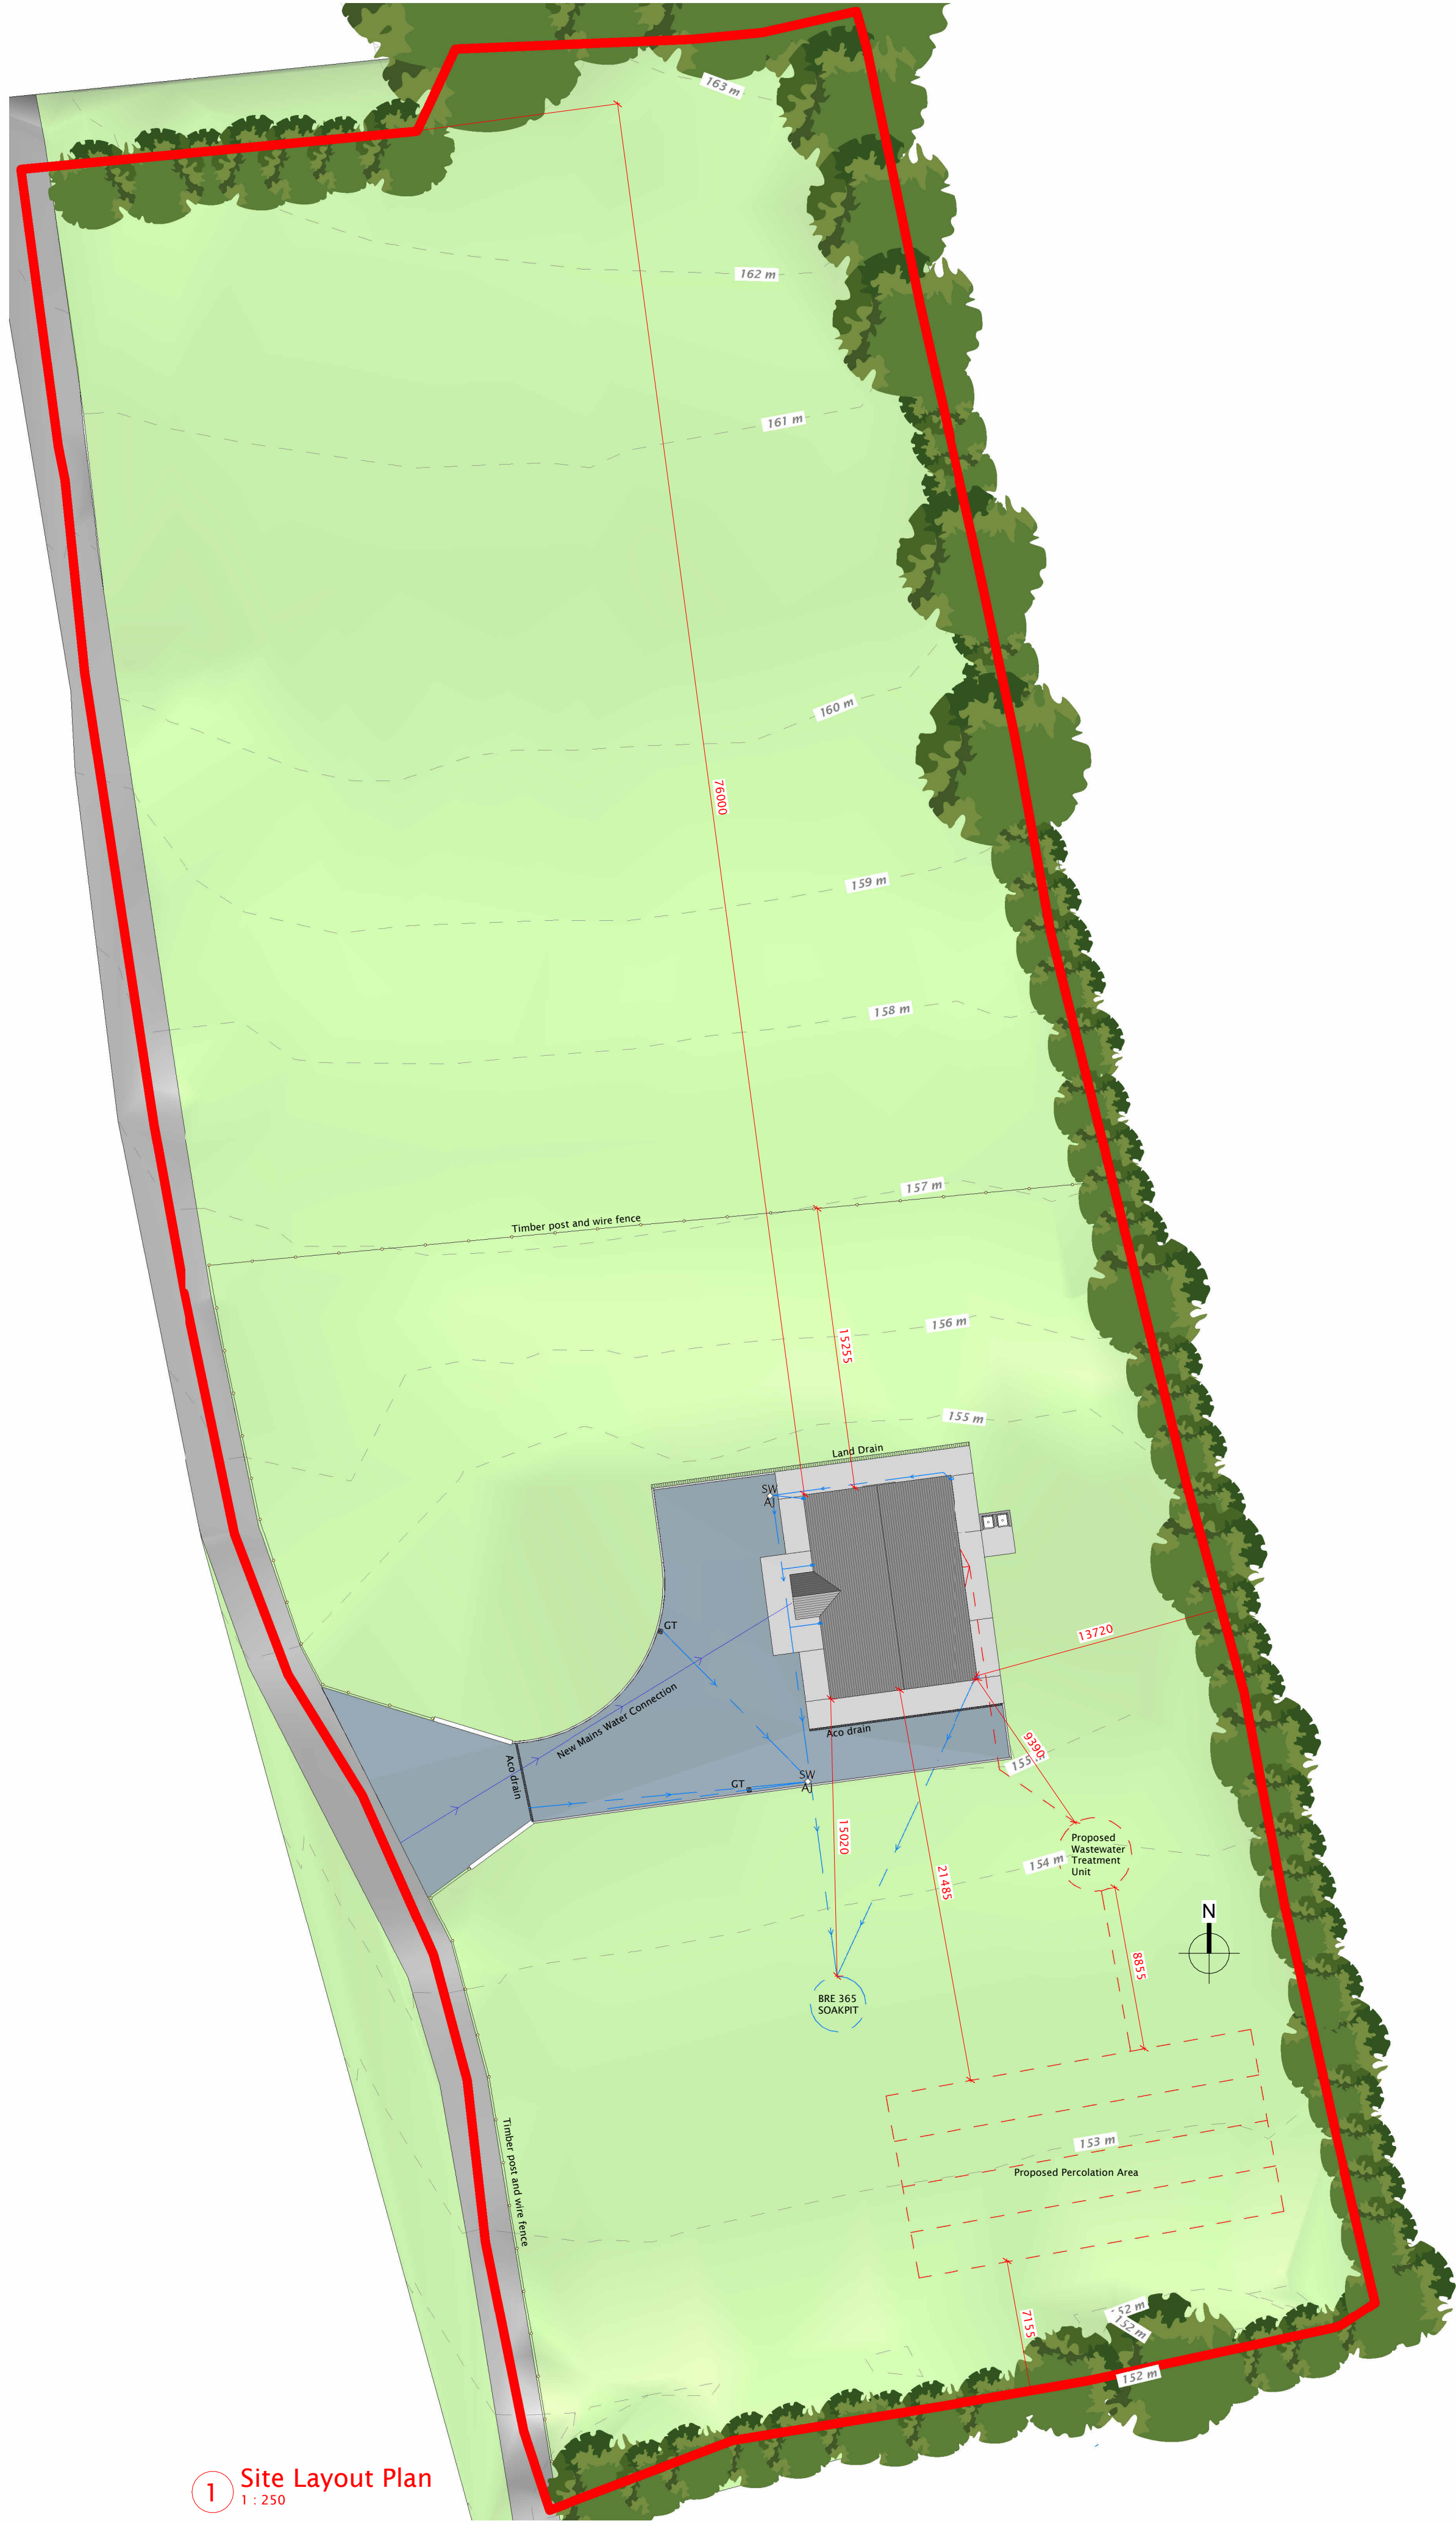 163 m
162 m
161 m
160 m
76000
159 m
158 m
157 m
Timber post and wire fence
156 m
15255
155 m
Land Drain
SW
AJ
GT
13720
New Mains Water Connection
Aco drain
9390
155
Aco drain
SW
AJ
GT
15020
Proposed
Wastewater
Treatment
Unit
154 m
21485
N
8855
BRE 365
SOAKPIT
Timber post and wire fence
153 m
Proposed Percolation Area
52 m
152 m
7155
152 m
1
Site Layout Plan
1 : 250